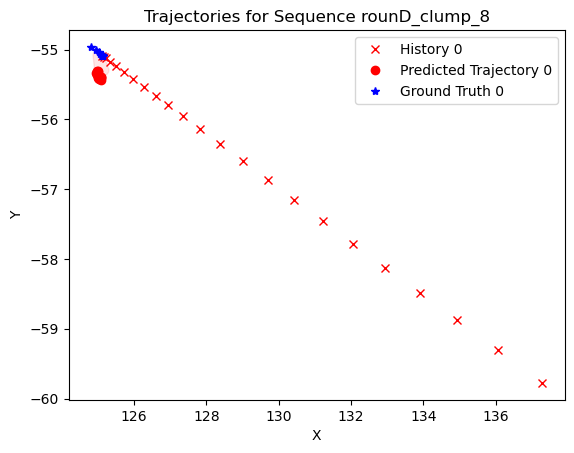 Trajectories for Sequence rounD_clump_8
History 0
Predicted Trajectory 0
Ground Truth 0
−55
−56
−57
−58
−59
−60
Y
126
128
130
132
134
136
X